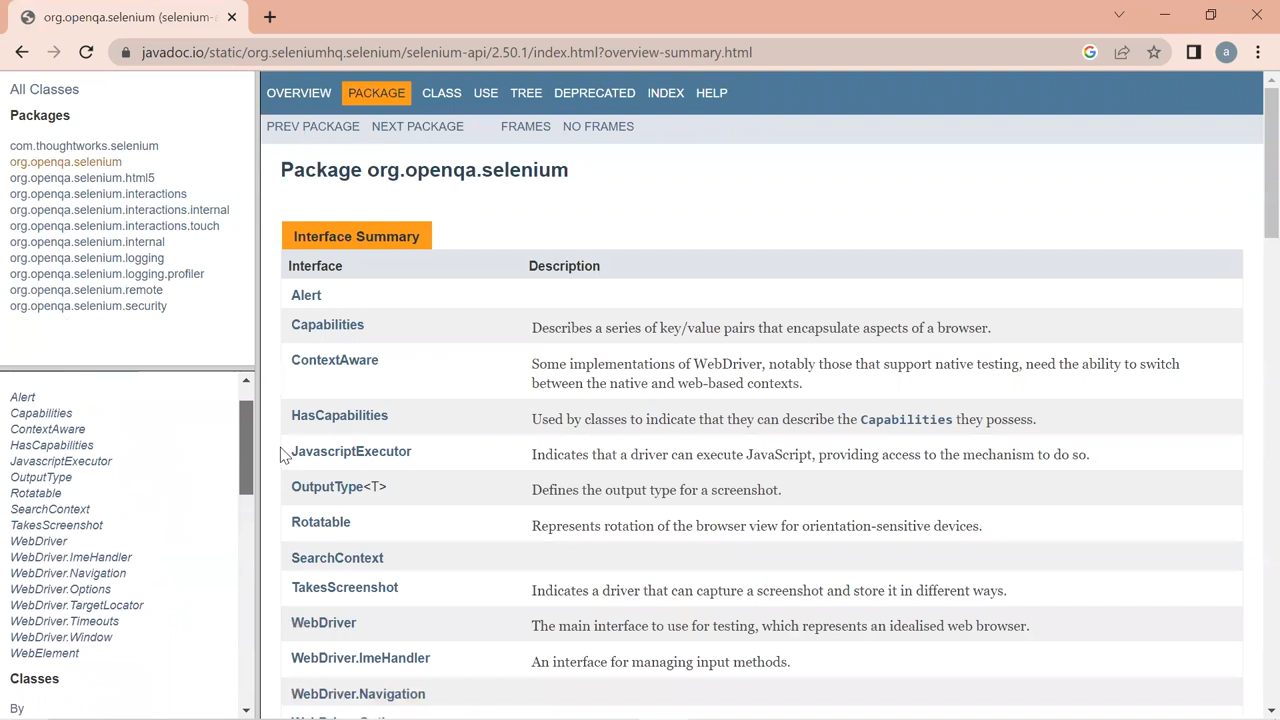 org.openqa.selenium (selenium-a
javadoc.io/static/org.seleniumhq.selenium/selenium-api/2.50.1/index.html?overview-summary.html
a
All Classes
Packages
com.thoughtworks.selenium
org.openqa.selenium
org.openqa.selenium.html5
org.openqa.selenium.interactions
org.openqa.selenium.interactions.internal
org.openqa.selenium.interactions.touch
org.openqa.selenium.internal
org.openqa.selenium.logging
org.openqa.selenium.logging.profiler
org.openqa.selenium.remote
org.openqa.selenium.security
Alert
Capabilities
ContextAware
HasCapabilities
JavascriptExecutor
OutputType
Rotatable
SearchContext
TakesScreenshot
WebDriver
WebDriver.ImeHandler
WebDriver.Navigation
WebDriver.Options
WebDriver.TargetLocator
WebDriver.Timeouts
WebDriver.Window
WebElement
Classes
By
OVERVIEW PACKAGE CLASS USE TREE DEPRECATED INDEX HELP
PREV PACKAGE NEXT PACKAGE FRAMES NO FRAMES
Package org.openqa.selenium
Interface Summary
Interface Description
Alert
Capabilities Describes a series of key/value pairs that encapsulate aspects of a browser.
ContextAware Some implementations of WebDriver, notably those that support native testing, need the ability to switch
between the native and web-based contexts.
HasCapabilities Used by classes to indicate that they can describe the Capabilities they possess.
JavascriptExecutor Indicates that a driver can execute JavaScript, providing access to the mechanism to do so.
OutputType<T> Defines the output type for a screenshot.
Rotatable Represents rotation of the browser view for orientation-sensitive devices.
SearchContext
TakesScreenshot Indicates a driver that can capture a screenshot and store it in different ways.
WebDriver The main interface to use for testing, which represents an idealised web browser.
WebDriver.ImeHandler An interface for managing input methods.
WebDriver.Navigation